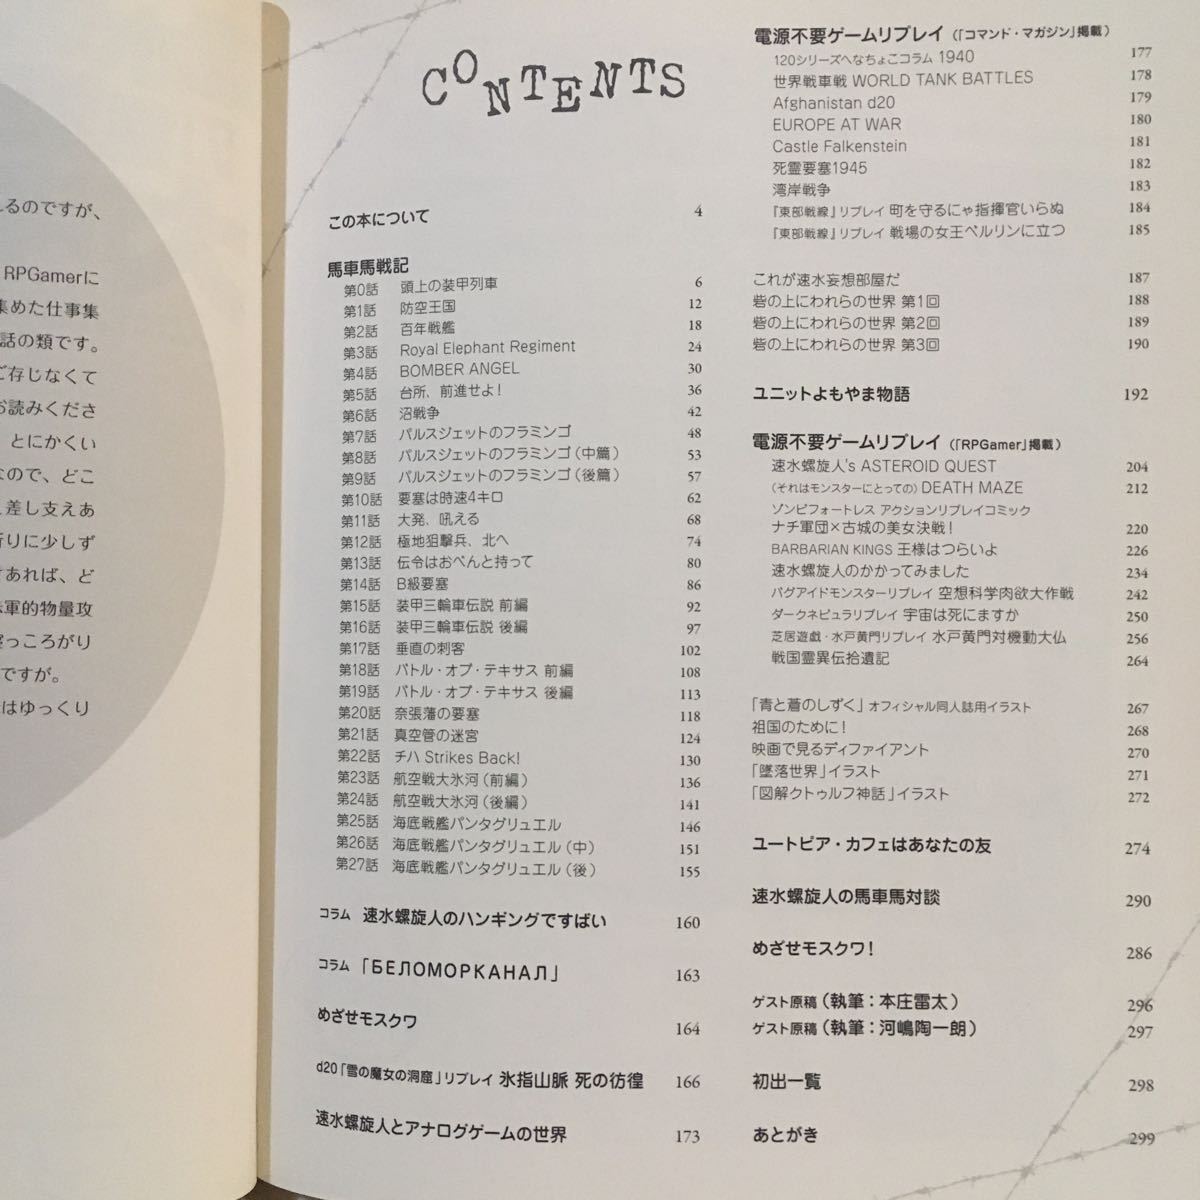 れるのですが、
RPGamerに
集めた仕事集
話の類です。
ご存じなくて
お読みくださ
、とにかくい
なので、どこ
差し支えあ
折りに少しず
あれば、ど
軍的物量攻
っころがり
ですが。
はゆっくり
CONTENTS
この本について 4
馬車馬戦記
第0話 頭上の装甲列車 6
第1話 防空王国 12
第2話 百年戦艦 18
第3話 Royal Elephant Regiment 24
第4話 BOMBER ANGEL 30
第5話 台所、前進せよ! 36
第6話 沼戦争 42
第7話 パルスジェットのフラミンゴ 48
第8話 パルスジェットのフラミンゴ(中篇) 53
第9話 パルスジェットのフラミンゴ(後篇) 57
第10話 要塞は時速4キロ 62
第11話 大発、吼える 68
第12話 極地狙撃兵、北へ 74
第13話 伝令はおべんと持って 80
第14話 B級要塞 86
第15話 装甲三輪車伝説 前編 92
第16話 装甲三輪車伝説 後編 97
第17話 垂直の刺客 102
第18話 バトル・オブ・テキサス 前編 108
第19話 バトル・オブ・テキサス 後編 113
第20話 奈張藩の要塞 118
第21話 真空管の迷宮 124
第22話 チハ Strikes Back! 130
第23話 航空戦大氷河(前編) 136
第24話 航空戦大氷河(後編) 141
第25話 海底戦艦パンタグリュエル 146
第26話 海底戦艦パンタグリュエル(中) 151
第27話 海底戦艦パンタグリュエル(後) 155
コラム 速水螺旋人のハンギングですばい 160
コラム 「БЕЛОМОРКАНАЛ」 163
めざせモスクワ 164
d20「雪の魔女の洞窟」リプレイ 氷指山脈 死の彷徨 166
速水螺旋人とアナログゲームの世界 173
電源不要ゲームリプレイ(「コマンド・マガジン」掲載)
120シリーズへなちょこコラム 1940 177
世界戦車戦 WORLD TANK BATTLES 178
Afghanistan d20 179
EUROPE AT WAR 180
Castle Falkenstein 181
死霊要塞1945 182
湾岸戦争 183
『東部戦線』リプレイ 町を守るにゃ指揮官いらぬ 184
『東部戦線』リプレイ 戦場の女王ベルリンに立つ 185
これが速水妄想部屋だ 187
砦の上にわれらの世界 第1回 188
砦の上にわれらの世界 第2回 189
砦の上にわれらの世界 第3回 190
ユニットよもやま物語 192
電源不要ゲームリプレイ(「RPGamer」掲載)
速水螺旋人's ASTEROID QUEST 204
(それはモンスターにとっての)DEATH MAZE 212
ゾンビフォートレス アクションリプレイコミック
ナチ軍団×古城の美女決戦! 220
BARBARIAN KINGS 王様はつらいよ 226
速水螺旋人のかかってみました 234
バグアイドモンスターリプレイ 空想科学肉欲大作戦 242
ダークネビュラリプレイ 宇宙は死にますか 250
芝居遊戯・水戸黄門リプレイ 水戸黄門対機動大仏 256
戦国霊異伝拾遺記 264
「青と蒼のしずく」オフィシャル同人誌用イラスト 267
祖国のために! 268
映画で見るディファイアント 270
「墜落世界」イラスト 271
「図解クトゥルフ神話」イラスト 272
ユートピア・カフェはあなたの友 274
速水螺旋人の馬車馬対談 290
めざせモスクワ! 286
ゲスト原稿(執筆:本庄雷太) 296
ゲスト原稿(執筆:河嶋陶一朗) 297
初出一覧 298
あとがき 299